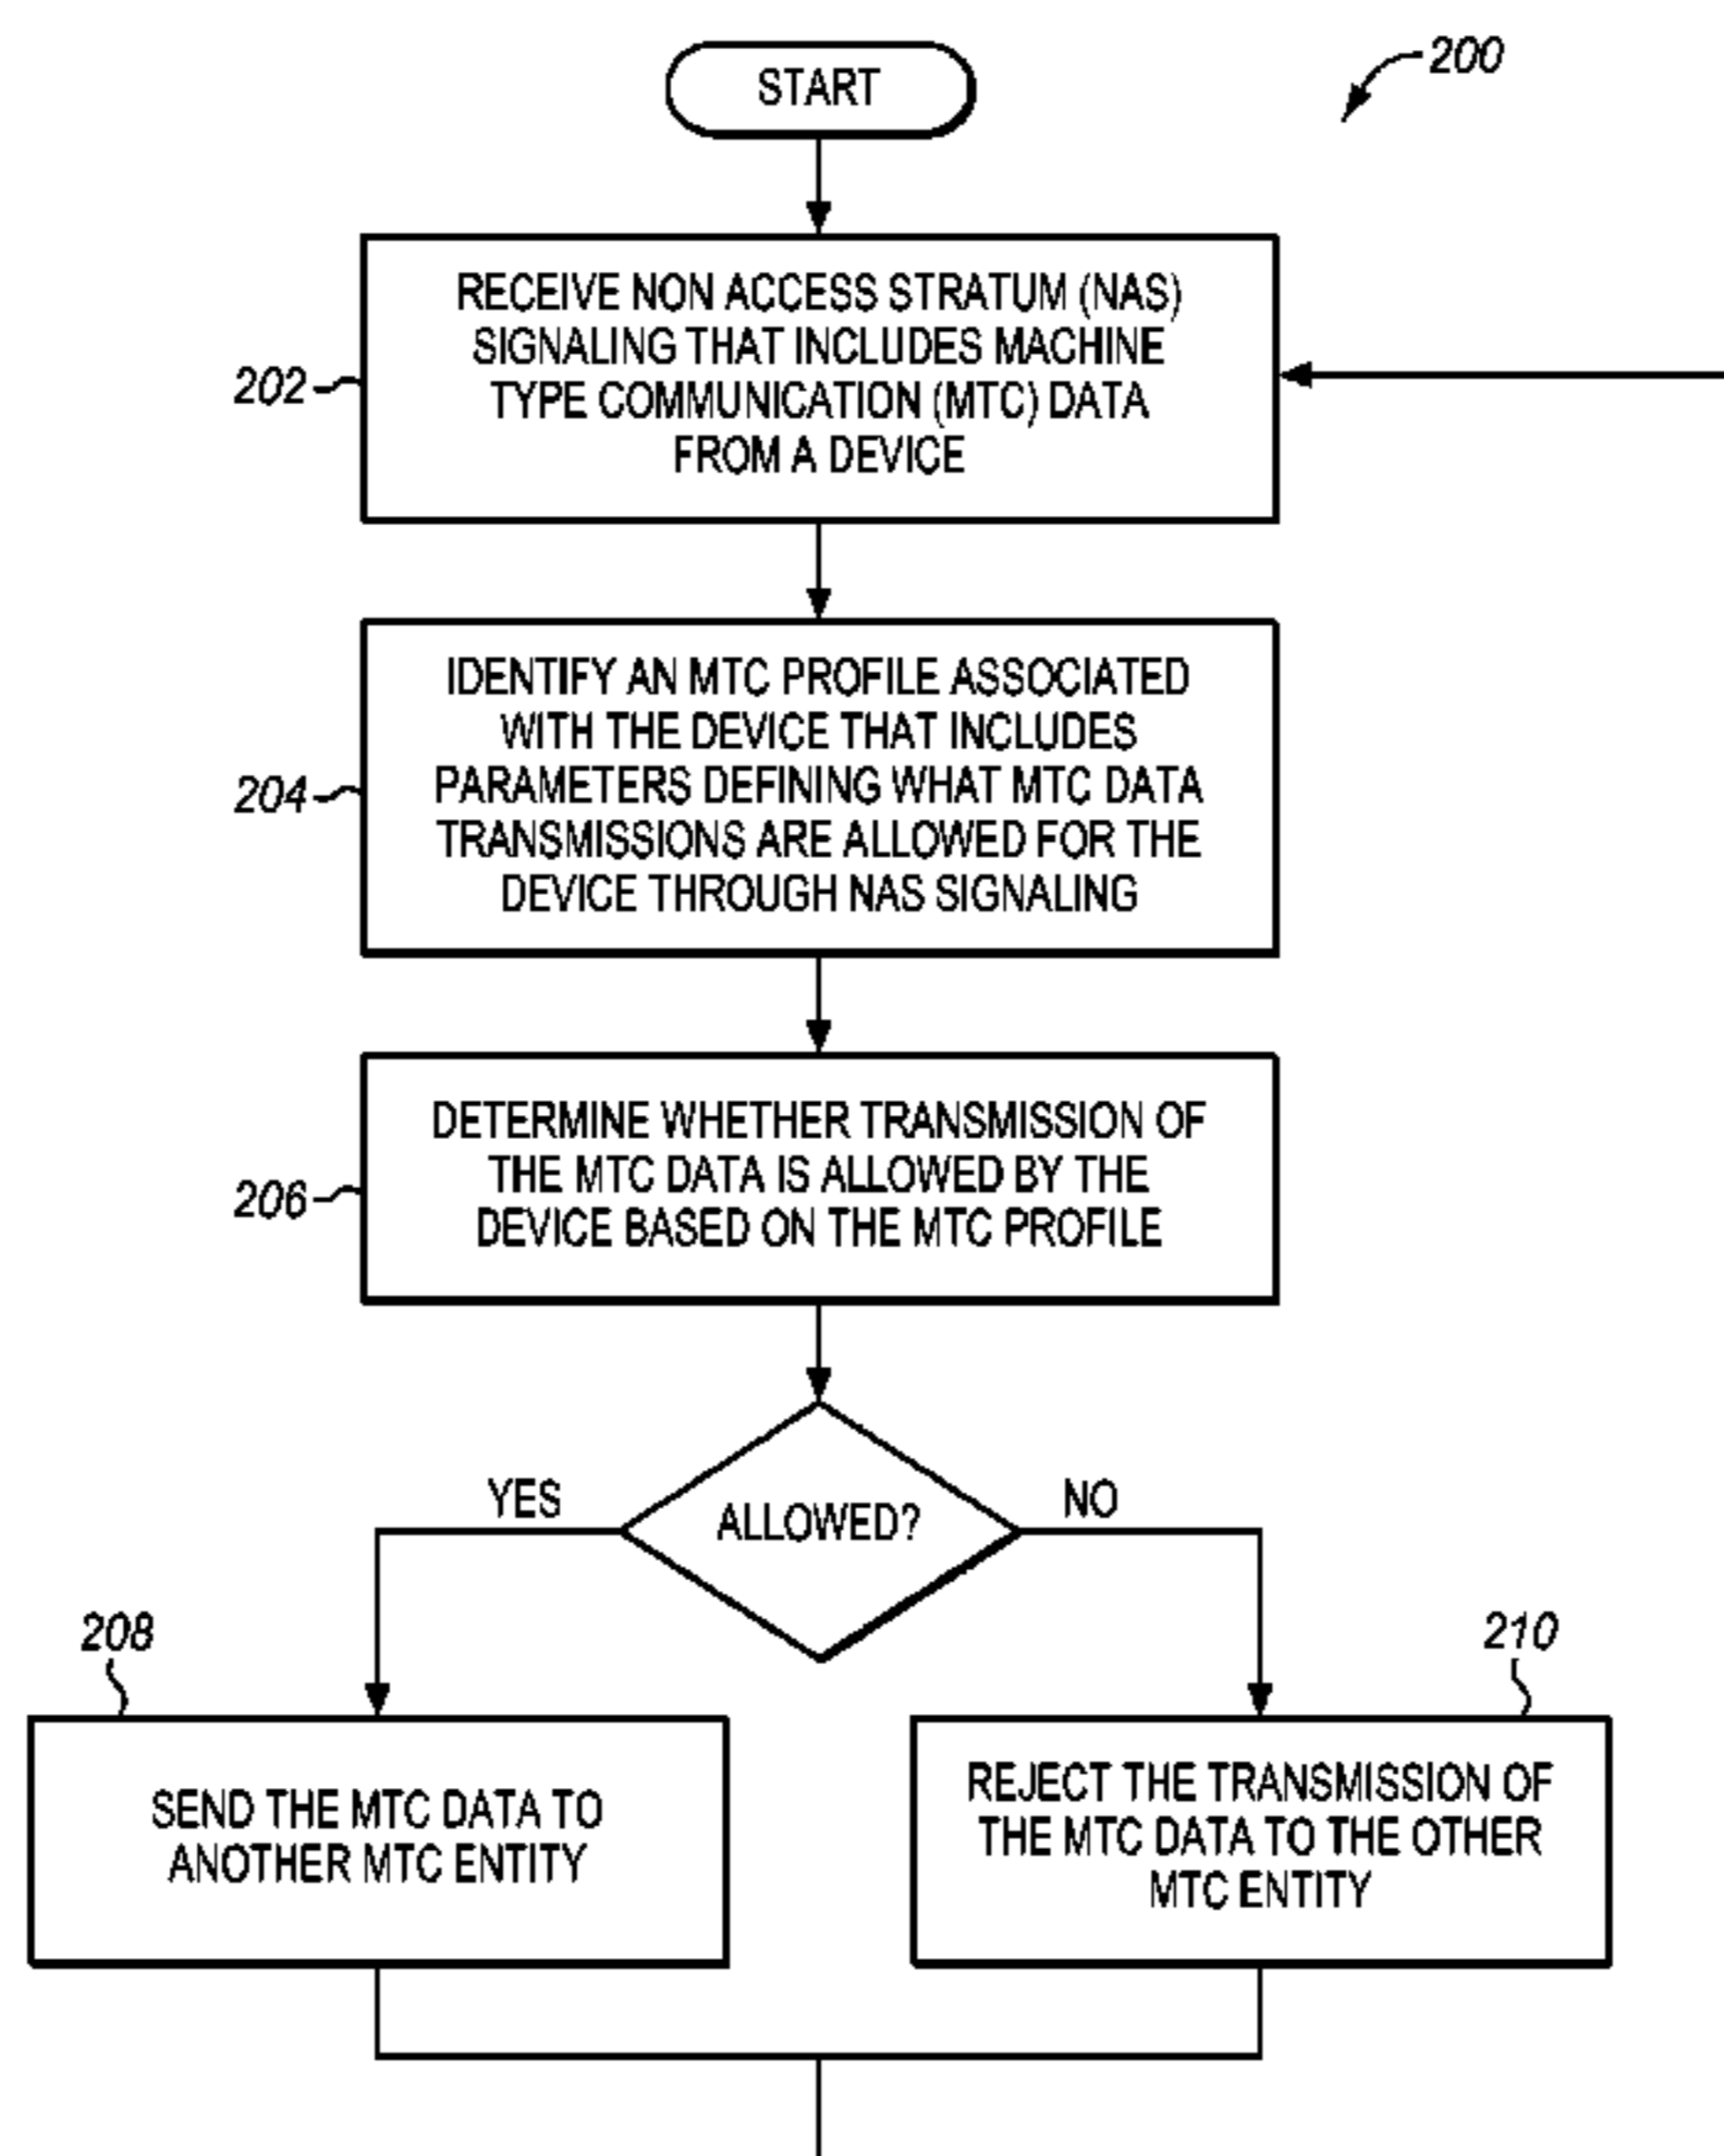 START
200
RECEIVE NON ACCESS STRATUM (NAS)
SIGNALING THAT INCLUDES MACHINE
TYPE COMMUNICATION (MTC) DATA
FROM A DEVICE
202
IDENTIFY AN MTC PROFILE ASSOCIATED
WITH THE DEVICE THAT INCLUDES
PARAMETERS DEFINING WHAT MTC DATA
TRANSMISSIONS ARE ALLOWED FOR THE
DEVICE THROUGH NAS SIGNALING
204
DETERMINE WHETHER TRANSMISSION OF
THE MTC DATA IS ALLOWED BY THE
DEVICE BASED ON THE MTC PROFILE
206
YES
ALLOWED?
NO
208
SEND THE MTC DATA TO
ANOTHER MTC ENTITY
210
REJECT THE TRANSMISSION OF
THE MTC DATA TO THE OTHER
MTC ENTITY